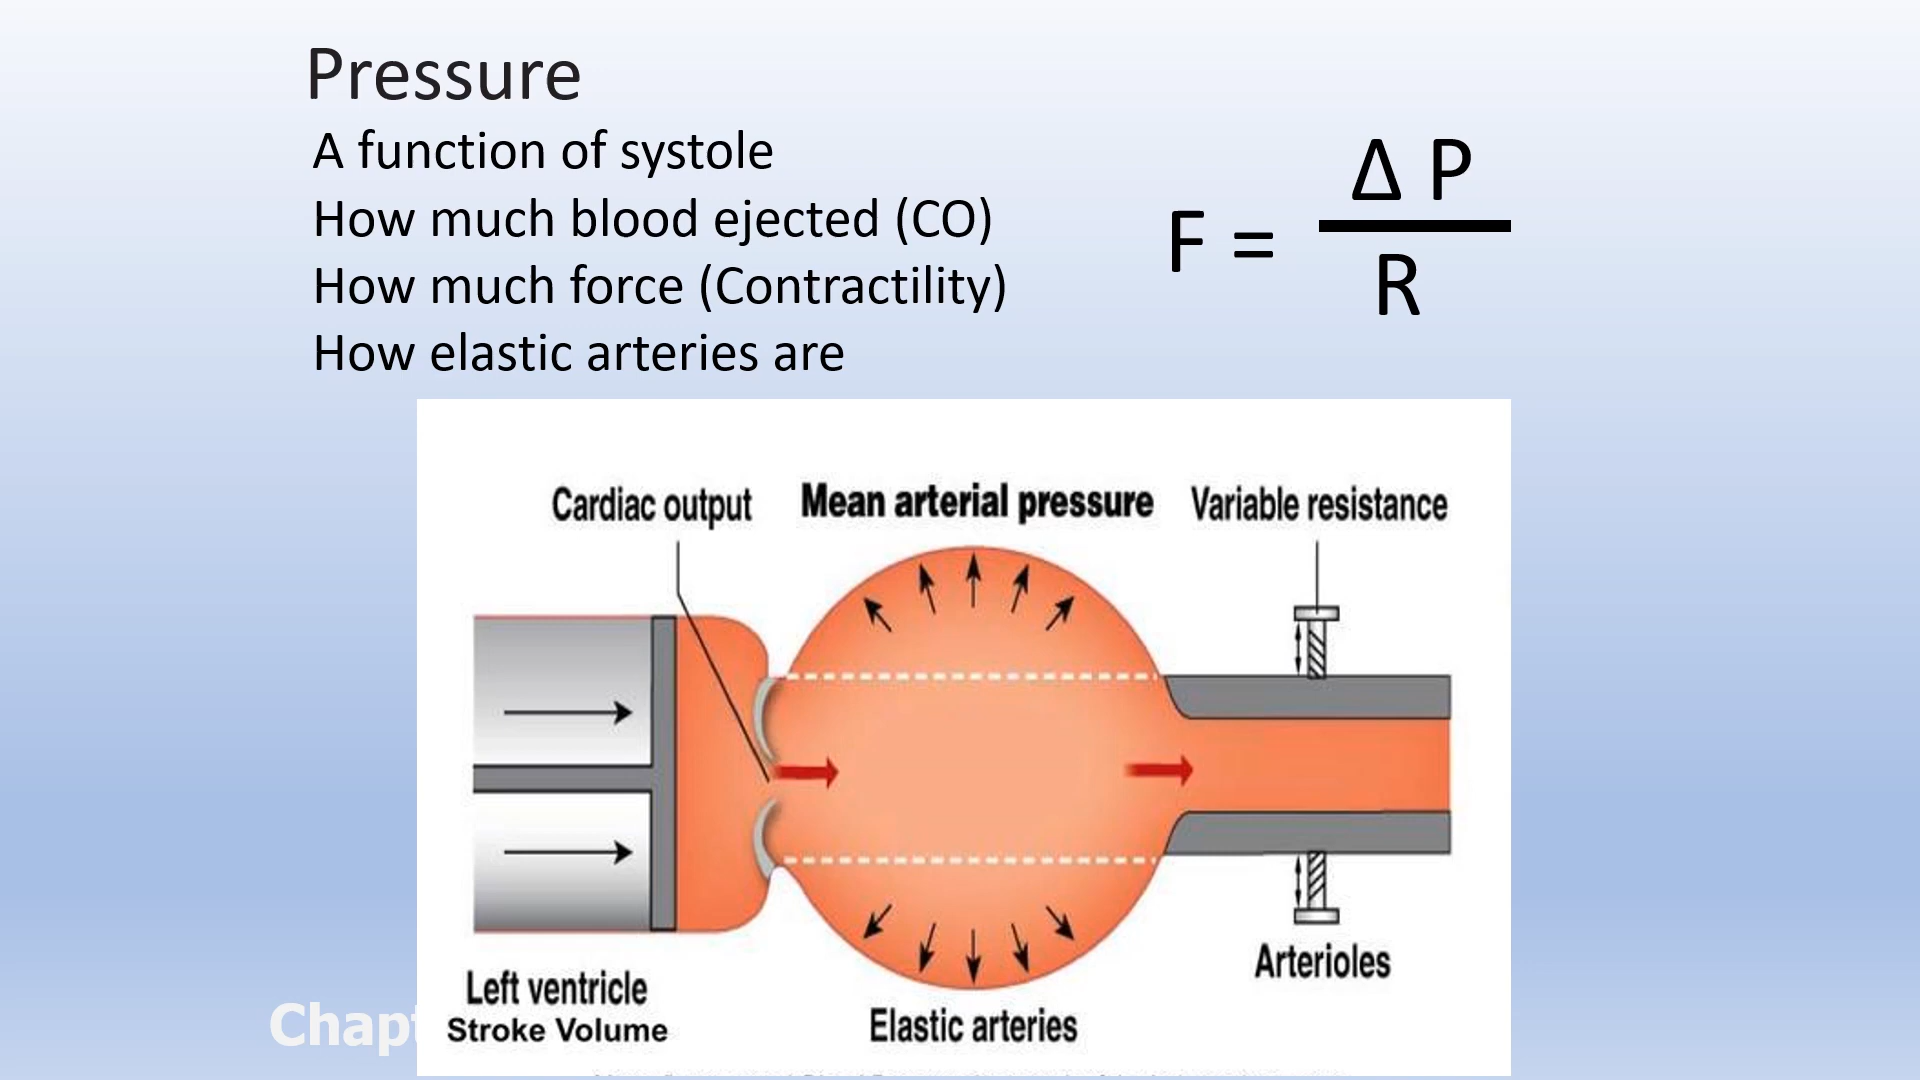 Pressure
A function of systole
How much blood ejected (CO)
How much force (Contractility)
How elastic arteries are
Δ P
F =
R
Cardiac output
Mean arterial pressure
Variable resistance
Left ventricle
Stroke Volume
Elastic arteries
Arterioles
Chapt